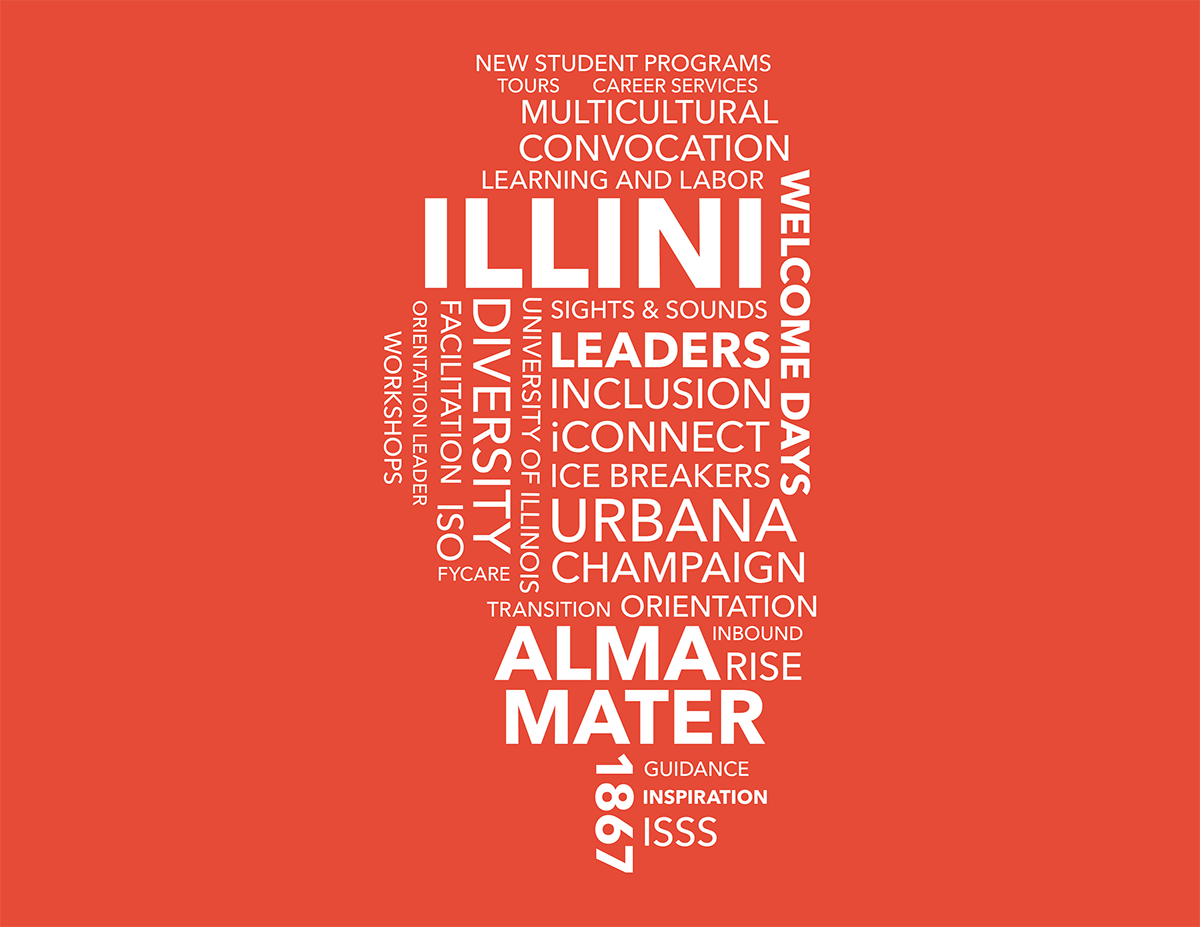 NEW STUDENT PROGRAMS
TOURS CAREER SERVICES
MULTICULTURAL
CONVOCATION
LEARNING AND LABOR
WELCOME DAYS
ILLINI
WORKSHOPS
ORIENTATION LEADER
FACILITATION
ISO
DIVERSITY
FYCARE
UNIVERSITY OF ILLINOIS
SIGHTS & SOUNDS
LEADERS
INCLUSION
iCONNECT
ICE BREAKERS
URBANA
CHAMPAIGN
TRANSITION ORIENTATION
ALMA
INBOUND
RISE
MATER
1867
GUIDANCE
INSPIRATION
ISSS